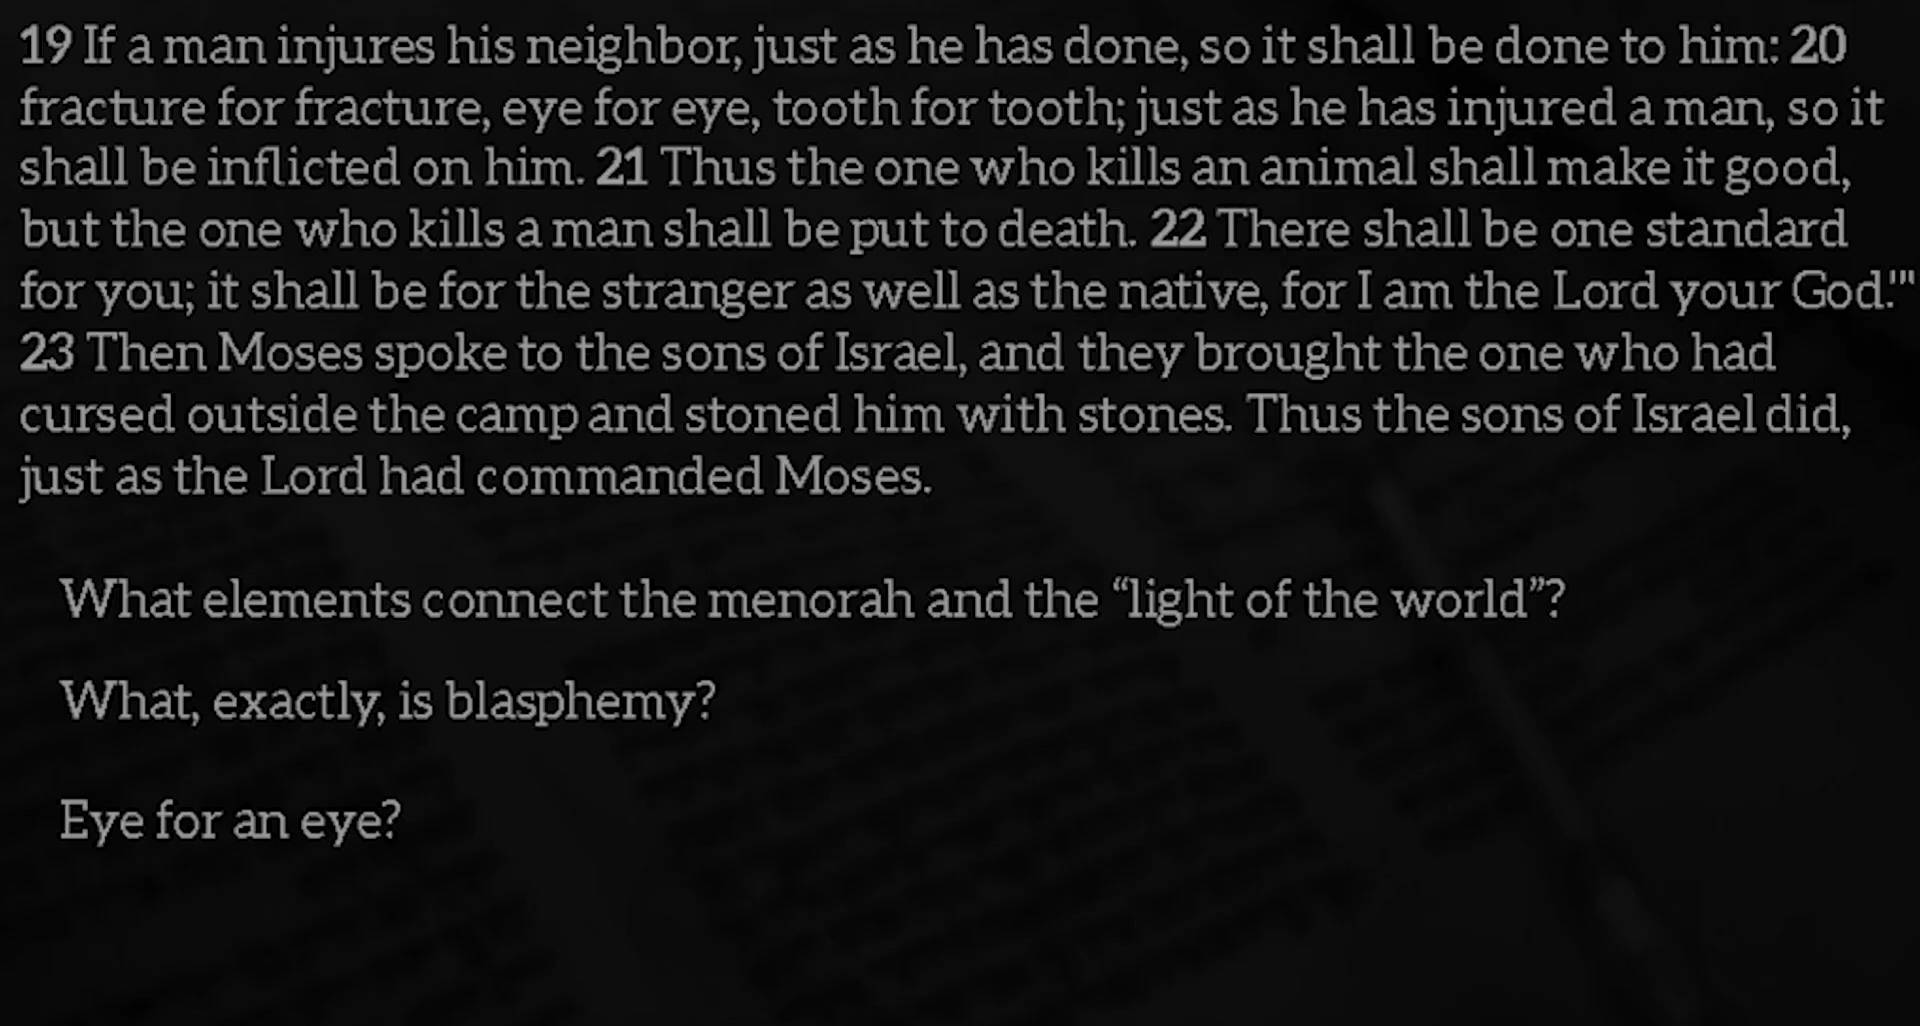 19 If a man injures his neighbor, just as he has done, so it shall be done to him: 20
fracture for fracture, eye for eye, tooth for tooth; just as he has injured a man, so it
shall be inflicted on him. 21 Thus the one who kills an animal shall make it good,
but the one who kills a man shall be put to death. 22 There shall be one standard
for you; it shall be for the stranger as well as the native, for I am the Lord your God.'"
23 Then Moses spoke to the sons of Israel, and they brought the one who had
cursed outside the camp and stoned him with stones. Thus the sons of Israel did,
just as the Lord had commanded Moses.
What elements connect the menorah and the “light of the world”?
What, exactly, is blasphemy?
Eye for an eye?